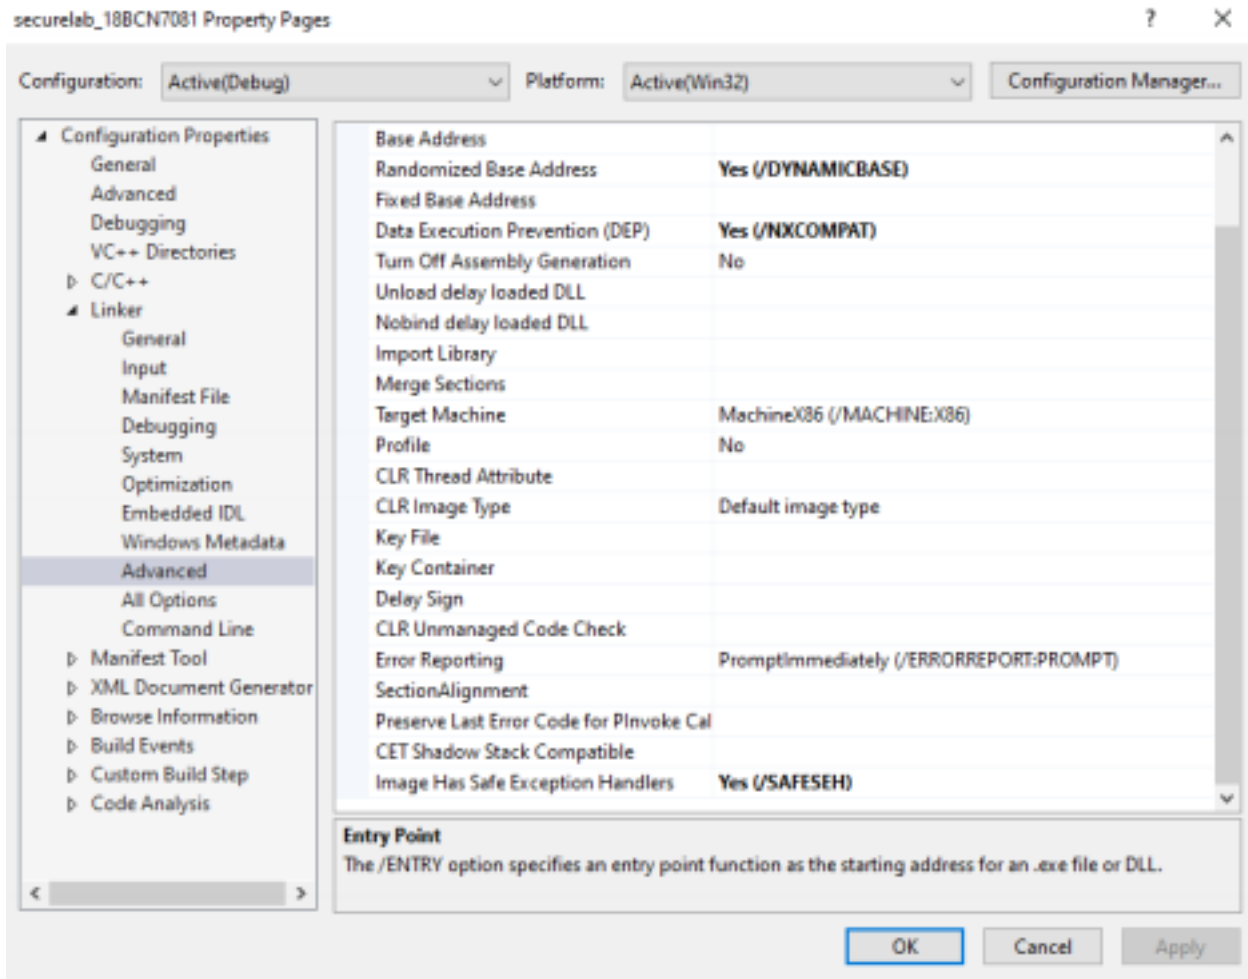 securelab_18BCN7081 Property Pages ? ×
Configuration: Active(Debug) Platform: Active(Win32) Configuration Manager...
Configuration Properties
General
Advanced
Debugging
VC++ Directories
C/C++
Linker
General
Input
Manifest File
Debugging
System
Optimization
Embedded IDL
Windows Metadata
Advanced
All Options
Command Line
Manifest Tool
XML Document Generator
Browse Information
Build Events
Custom Build Step
Code Analysis
Base Address
Randomized Base Address Yes (/DYNAMICBASE)
Fixed Base Address
Data Execution Prevention (DEP) Yes (/NXCOMPAT)
Turn Off Assembly Generation No
Unload delay loaded DLL
Nobind delay loaded DLL
Import Library
Merge Sections
Target Machine MachineX86 (/MACHINE:X86)
Profile No
CLR Thread Attribute
CLR Image Type Default image type
Key File
Key Container
Delay Sign
CLR Unmanaged Code Check
Error Reporting PromptImmediately (/ERRORREPORT:PROMPT)
SectionAlignment
Preserve Last Error Code for PInvoke Cal
CET Shadow Stack Compatible
Image Has Safe Exception Handlers Yes (/SAFESEH)
Entry Point
The /ENTRY option specifies an entry point function as the starting address for an .exe file or DLL.
OK Cancel Apply